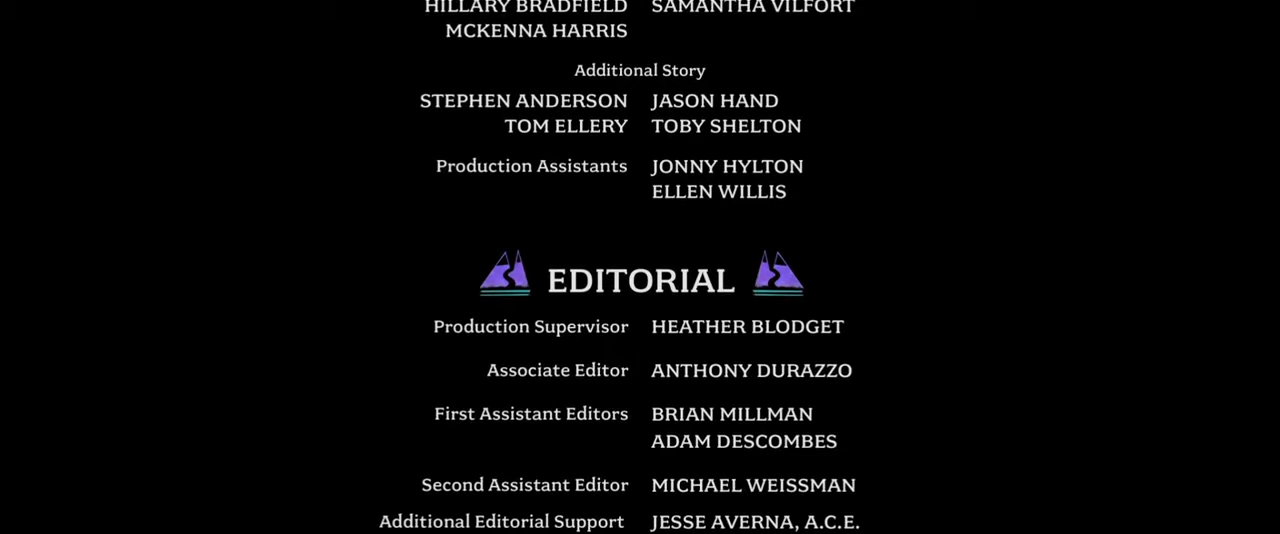 HILLARY BRADFIELD SAMANTHA VILFORT
MCKENNA HARRIS
Additional Story
STEPHEN ANDERSON JASON HAND
TOM ELLERY TOBY SHELTON
Production Assistants JONNY HYLTON
ELLEN WILLIS
EDITORIAL
Production Supervisor HEATHER BLODGET
Associate Editor ANTHONY DURAZZO
First Assistant Editors BRIAN MILLMAN
ADAM DESCOMBES
Second Assistant Editor MICHAEL WEISSMAN
Additional Editorial Support JESSE AVERNA, A.C.E.